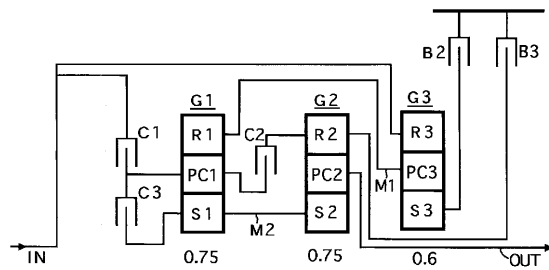 B2
B3
G1
G2
G3
C1
R1
C2
R2
R3
PC1
PC2
M1
PC3
C3
S1
M2
S2
S3
IN
0.75
0.75
0.6
OUT